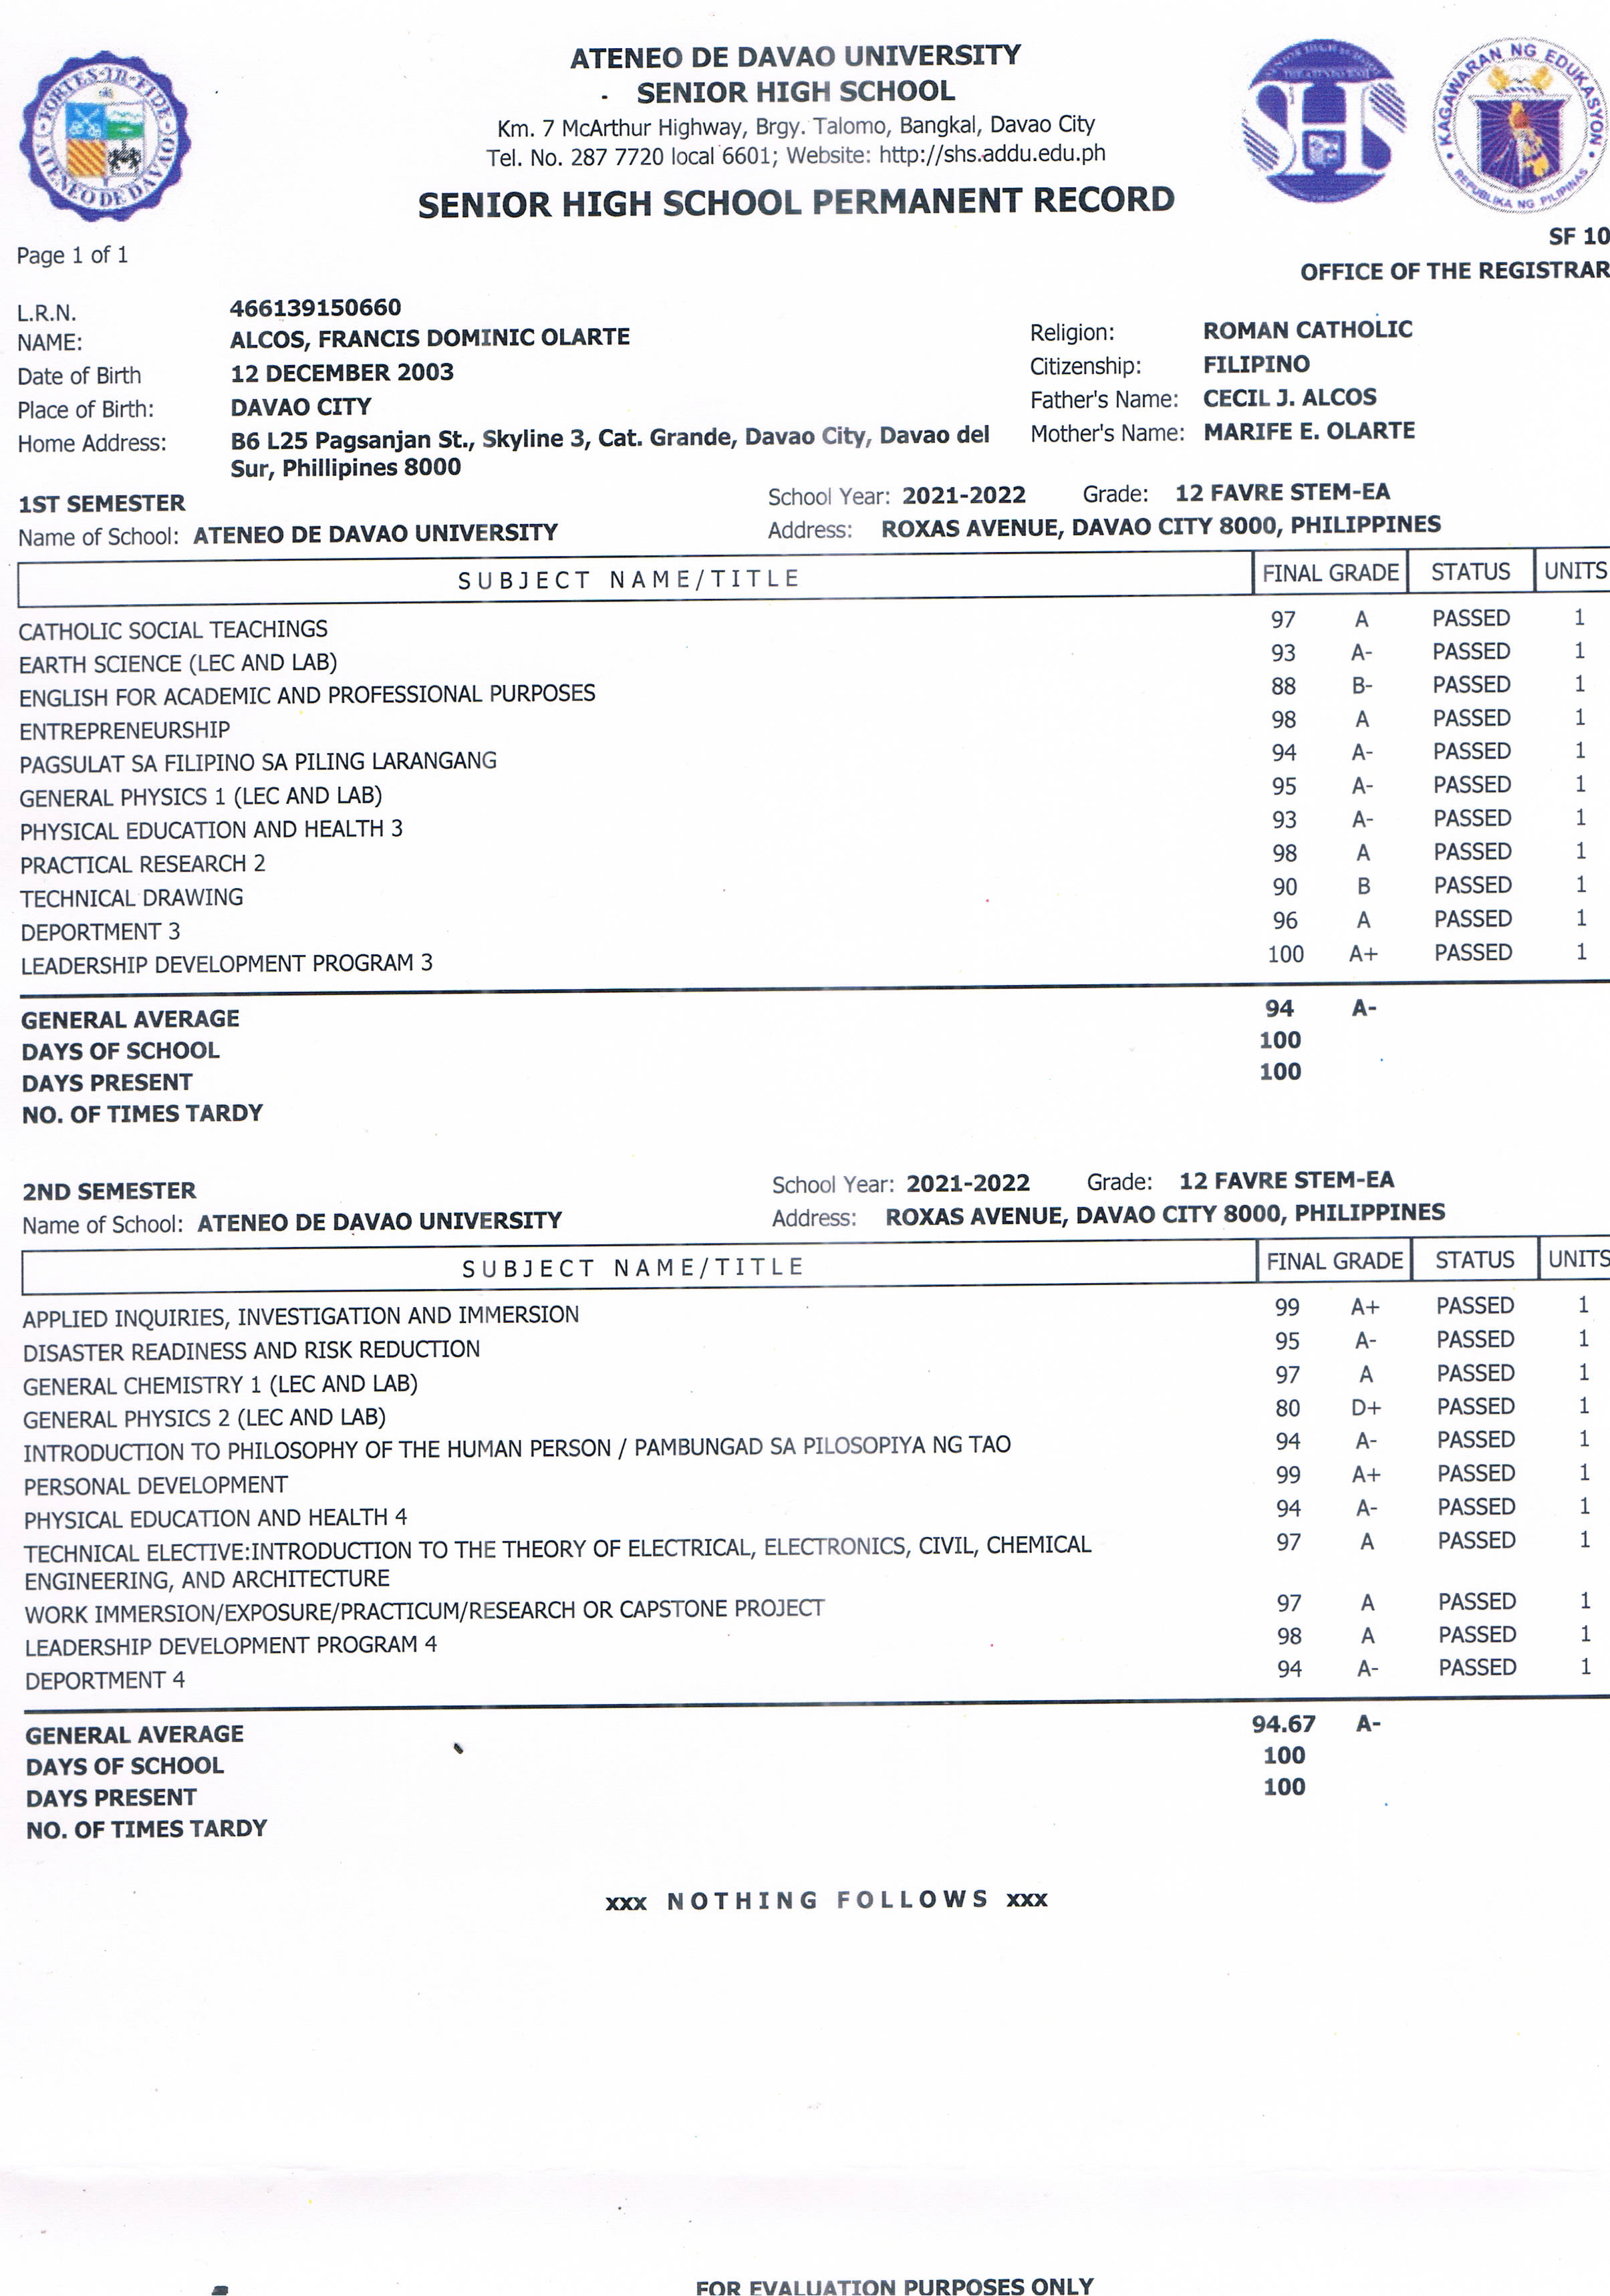 ATENEO DE DAVAO UNIVERSITY
SENIOR HIGH SCHOOL
Km. 7 McArthur Highway, Brgy. Talomo, Bangkal, Davao City
Tel. No. 287 7720 local 6601; Website: http://shs.addu.edu.ph
SENIOR HIGH SCHOOL PERMANENT RECORD
FORTES IN FIDE
ATENEO DE DAVAO
SHS
KAGAWARAN NG EDUKASYON
REPUBLIKA NG PILIPINAS
SF 10
Page 1 of 1
OFFICE OF THE REGISTRAR
L.R.N. 466139150660
NAME: ALCOS, FRANCIS DOMINIC OLARTE Religion: ROMAN CATHOLIC
Date of Birth 12 DECEMBER 2003 Citizenship: FILIPINO
Place of Birth: DAVAO CITY Father's Name: CECIL J. ALCOS
Home Address: B6 L25 Pagsanjan St., Skyline 3, Cat. Grande, Davao City, Davao del Mother's Name: MARIFE E. OLARTE
Sur, Phillipines 8000
1ST SEMESTER School Year: 2021-2022 Grade: 12 FAVRE STEM-EA
Name of School: ATENEO DE DAVAO UNIVERSITY Address: ROXAS AVENUE, DAVAO CITY 8000, PHILIPPINES
SUBJECT NAME/TITLE FINAL GRADE STATUS UNITS
CATHOLIC SOCIAL TEACHINGS 97 A PASSED 1
EARTH SCIENCE (LEC AND LAB) 93 A- PASSED 1
ENGLISH FOR ACADEMIC AND PROFESSIONAL PURPOSES 88 B- PASSED 1
ENTREPRENEURSHIP 98 A PASSED 1
PAGSULAT SA FILIPINO SA PILING LARANGANG 94 A- PASSED 1
GENERAL PHYSICS 1 (LEC AND LAB) 95 A- PASSED 1
PHYSICAL EDUCATION AND HEALTH 3 93 A- PASSED 1
PRACTICAL RESEARCH 2 98 A PASSED 1
TECHNICAL DRAWING 90 B PASSED 1
DEPORTMENT 3 96 A PASSED 1
LEADERSHIP DEVELOPMENT PROGRAM 3 100 A+ PASSED 1
GENERAL AVERAGE 94 A-
DAYS OF SCHOOL 100
DAYS PRESENT 100
NO. OF TIMES TARDY
2ND SEMESTER School Year: 2021-2022 Grade: 12 FAVRE STEM-EA
Name of School: ATENEO DE DAVAO UNIVERSITY Address: ROXAS AVENUE, DAVAO CITY 8000, PHILIPPINES
SUBJECT NAME/TITLE FINAL GRADE STATUS UNITS
APPLIED INQUIRIES, INVESTIGATION AND IMMERSION 99 A+ PASSED 1
DISASTER READINESS AND RISK REDUCTION 95 A- PASSED 1
GENERAL CHEMISTRY 1 (LEC AND LAB) 97 A PASSED 1
GENERAL PHYSICS 2 (LEC AND LAB) 80 D+ PASSED 1
INTRODUCTION TO PHILOSOPHY OF THE HUMAN PERSON / PAMBUNGAD SA PILOSOPIYA NG TAO 94 A- PASSED 1
PERSONAL DEVELOPMENT 99 A+ PASSED 1
PHYSICAL EDUCATION AND HEALTH 4 94 A- PASSED 1
TECHNICAL ELECTIVE:INTRODUCTION TO THE THEORY OF ELECTRICAL, ELECTRONICS, CIVIL, CHEMICAL 97 A PASSED 1
ENGINEERING, AND ARCHITECTURE
WORK IMMERSION/EXPOSURE/PRACTICUM/RESEARCH OR CAPSTONE PROJECT 97 A PASSED 1
LEADERSHIP DEVELOPMENT PROGRAM 4 98 A PASSED 1
DEPORTMENT 4 94 A- PASSED 1
GENERAL AVERAGE 94.67 A-
DAYS OF SCHOOL 100
DAYS PRESENT 100
NO. OF TIMES TARDY
xxx NOTHING FOLLOWS xxx
FOR EVALUATION PURPOSES ONLY